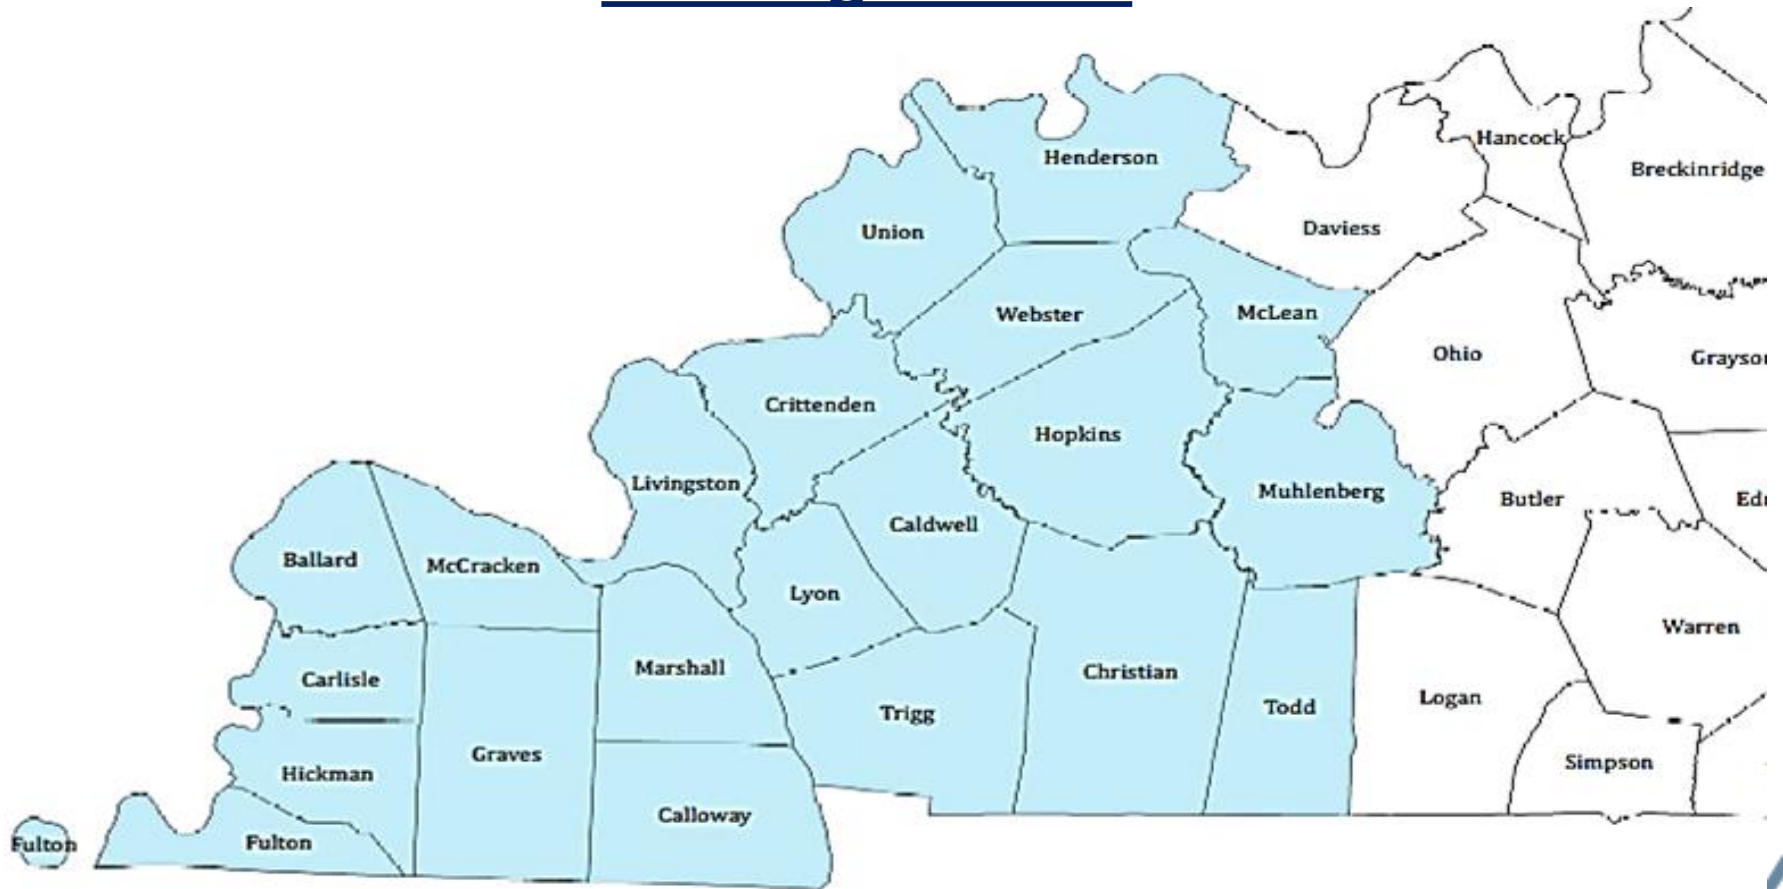 Hancock
Henderson
Breckinridge
Union
Daviess
Webster
McLean
Ohio
Grayson
Crittenden
Hopkins
Livingston
Muhlenberg
Butler
Caldwell
Ballard
McCracken
Lyon
Warren
Marshall
Christian
Carlisle
Logan
Todd
Trigg
Graves
Simpson
Hickman
Calloway
Fulton
Fulton